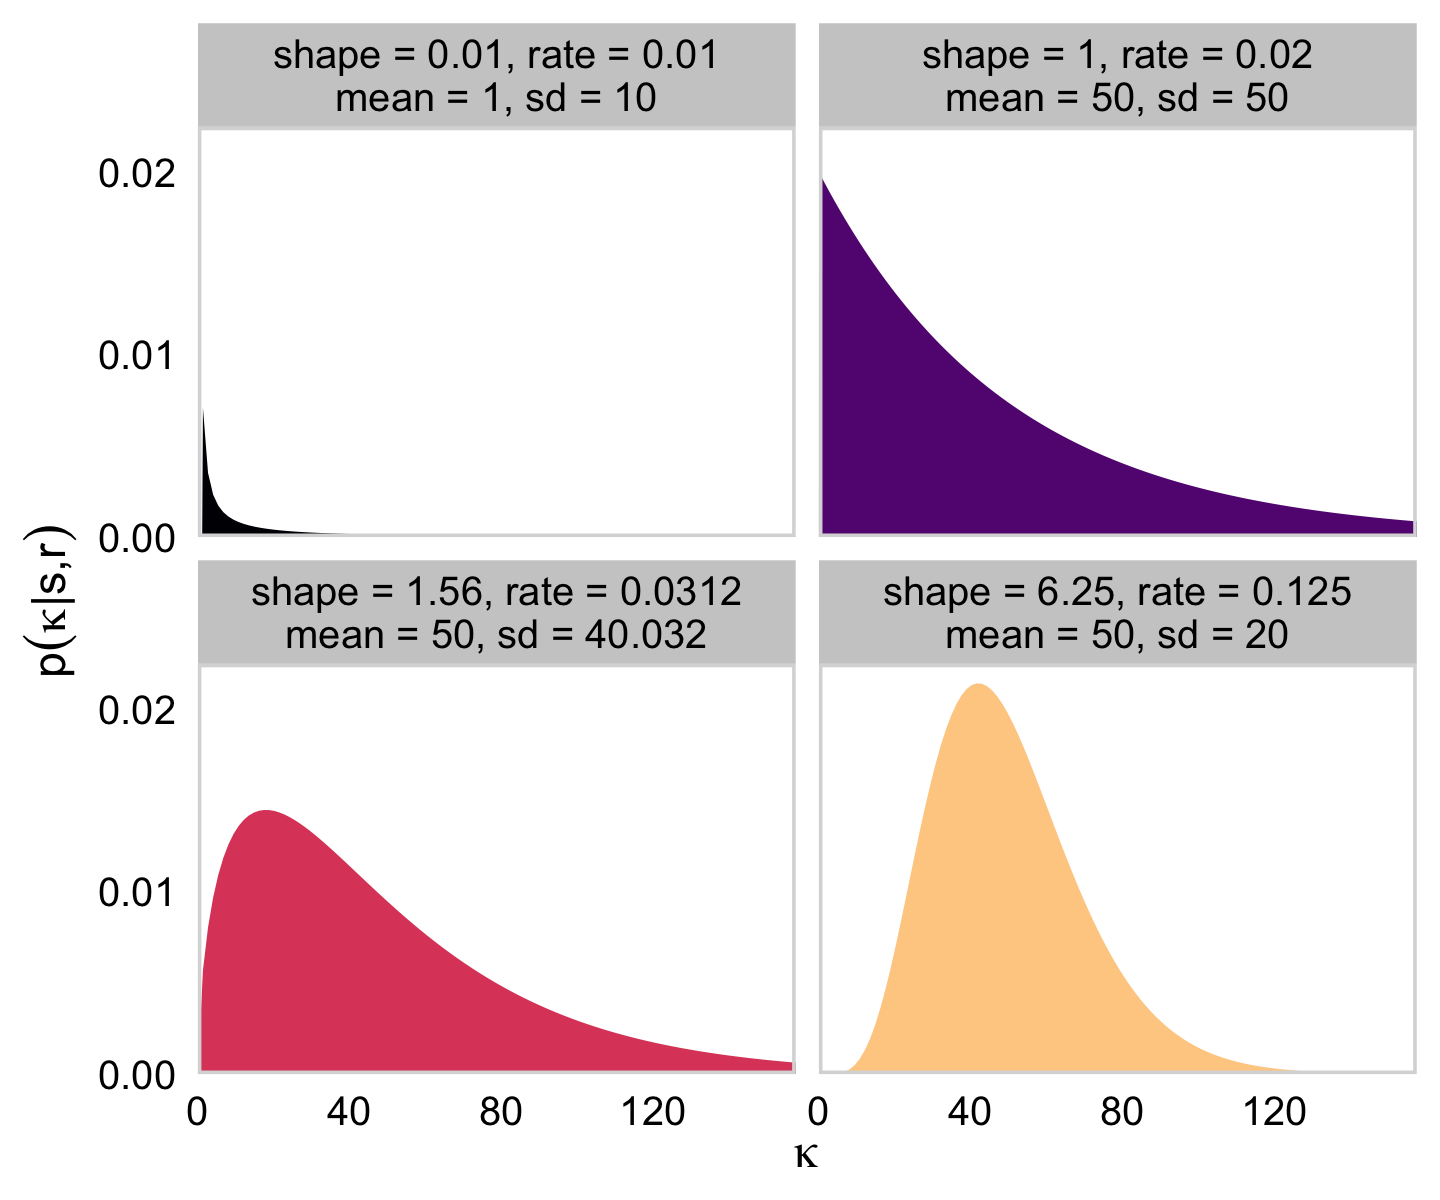 shape = 0.01, rate = 0.01
mean = 1, sd = 10
shape = 1, rate = 0.02
mean = 50, sd = 50
0.02
0.01
0.00
shape = 1.56, rate = 0.0312
mean = 50, sd = 40.032
shape = 6.25, rate = 0.125
mean = 50, sd = 20
0.02
0.01
0.00
p(κ|s,r)
0 40 80 120
0 40 80 120
κ